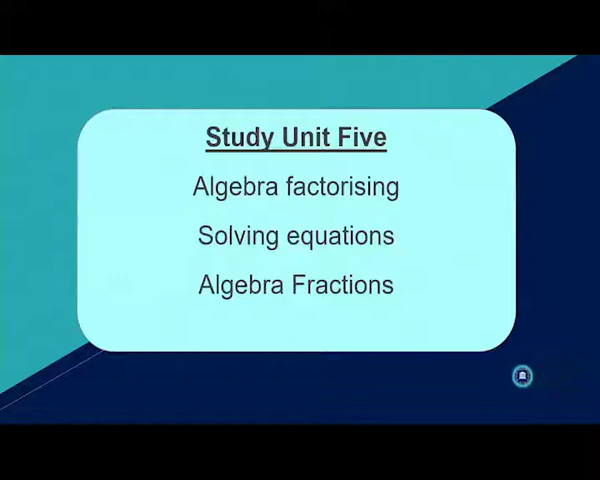 Study Unit Five
Algebra factorising
Solving equations
Algebra Fractions